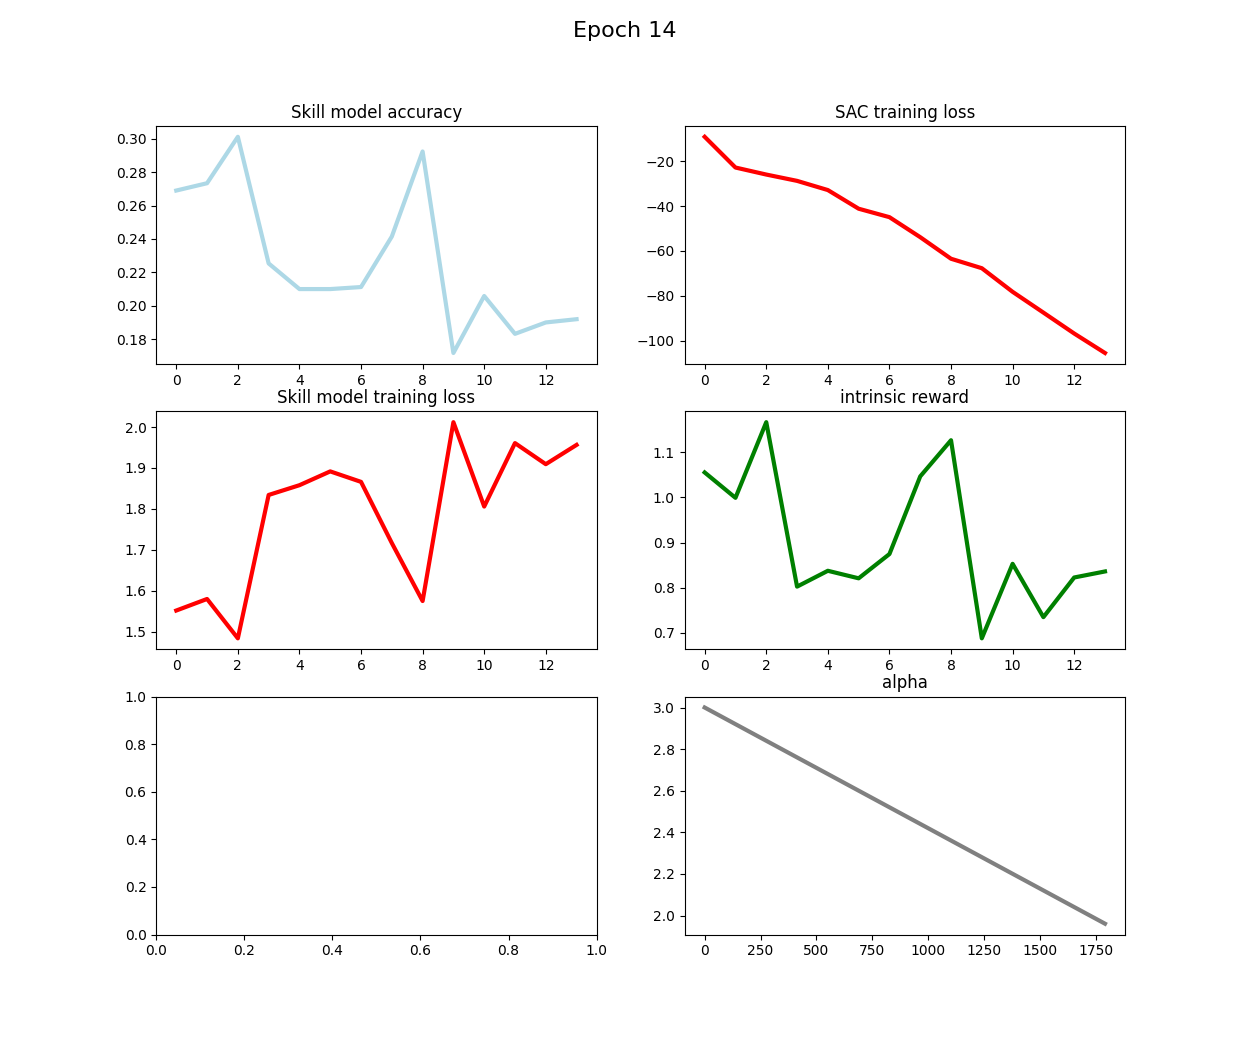 Epoch 14
Skill model accuracy
0.30
0.28
0.26
0.24
0.22
0.20
0.18
0 2 4 6 8 10 12
SAC training loss
−20
−40
−60
−80
−100
0 2 4 6 8 10 12
Skill model training loss
2.0
1.9
1.8
1.7
1.6
1.5
0 2 4 6 8 10 12
intrinsic reward
1.1
1.0
0.9
0.8
0.7
0 2 4 6 8 10 12
1.0
0.8
0.6
0.4
0.2
0.0
0.0 0.2 0.4 0.6 0.8 1.0
alpha
3.0
2.8
2.6
2.4
2.2
2.0
0 250 500 750 1000 1250 1500 1750